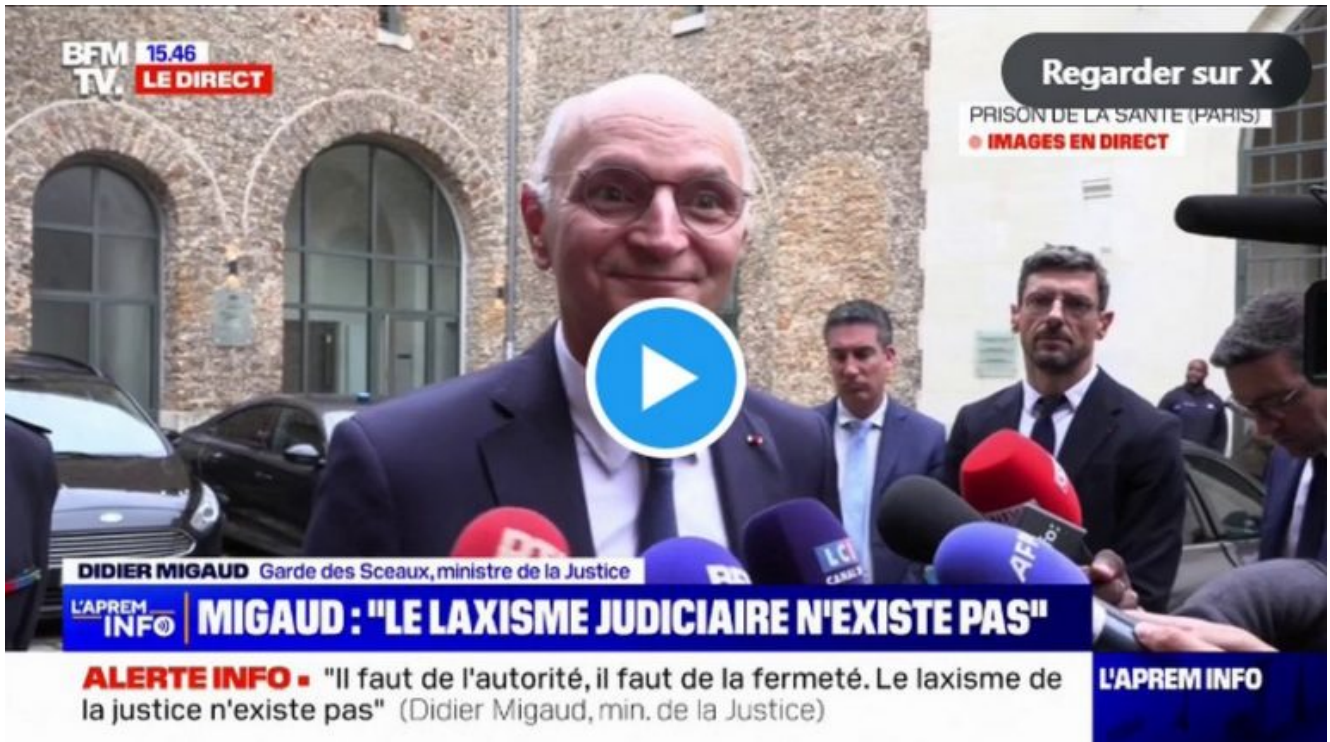 BFM
TV.
15.46
LE DIRECT
Regarder sur X
PRISON DE LA SANTÉ (PARIS)
IMAGES EN DIRECT
LCI
AFP
DIDIER MIGAUD Garde des Sceaux, ministre de la Justice
L'APREM
INFO
MIGAUD : "LE LAXISME JUDICIAIRE N'EXISTE PAS"
ALERTE INFO "Il faut de l'autorité, il faut de la fermeté. Le laxisme de
la justice n'existe pas" (Didier Migaud, min. de la Justice)
L'APREM INFO